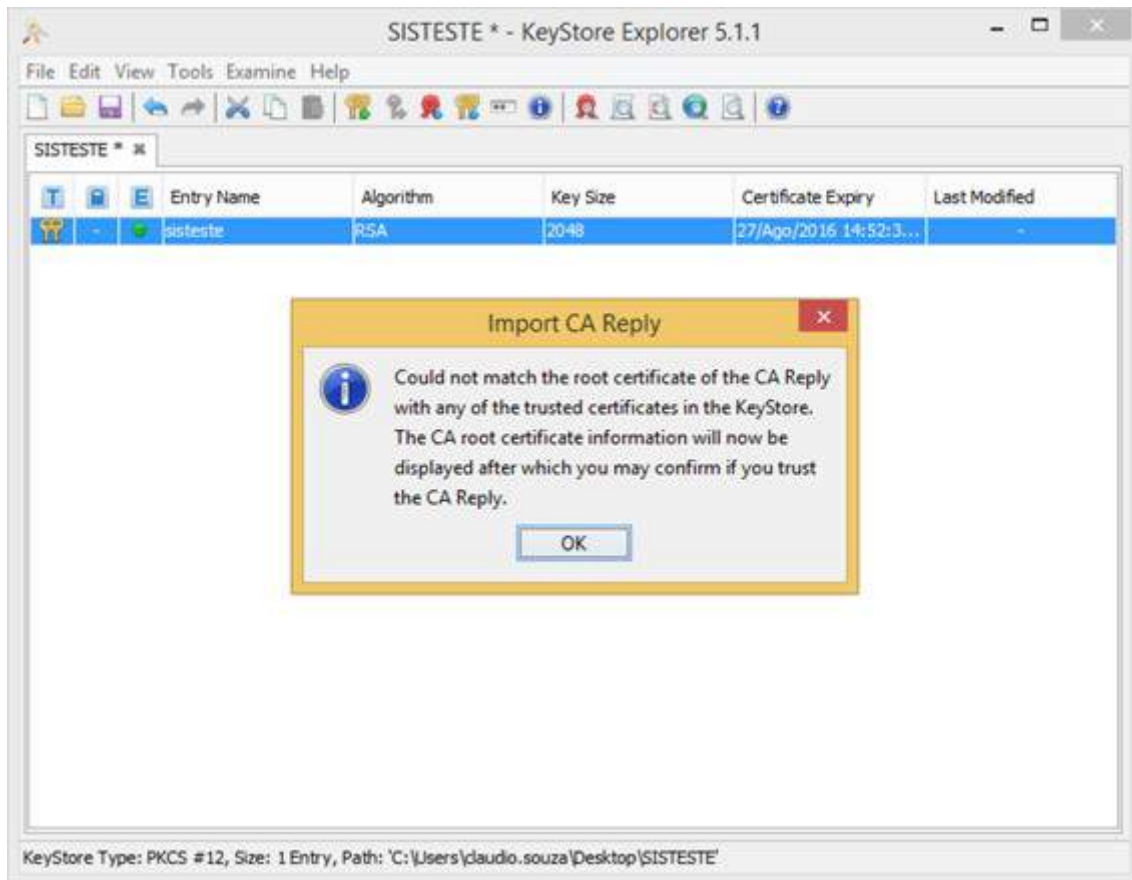 SISTESTE * - KeyStore Explorer 5.1.1
File Edit View Tools Examine Help
SISTESTE *
T E Entry Name Algorithm Key Size Certificate Expiry Last Modified
- sisteste RSA 2048 27/Ago/2016 14:52:3... -
Import CA Reply
Could not match the root certificate of the CA Reply
with any of the trusted certificates in the KeyStore.
The CA root certificate information will now be
displayed after which you may confirm if you trust
the CA Reply.
OK
KeyStore Type: PKCS #12, Size: 1 Entry, Path: 'C:\Users\claudio.souza\Desktop\SISTESTE'